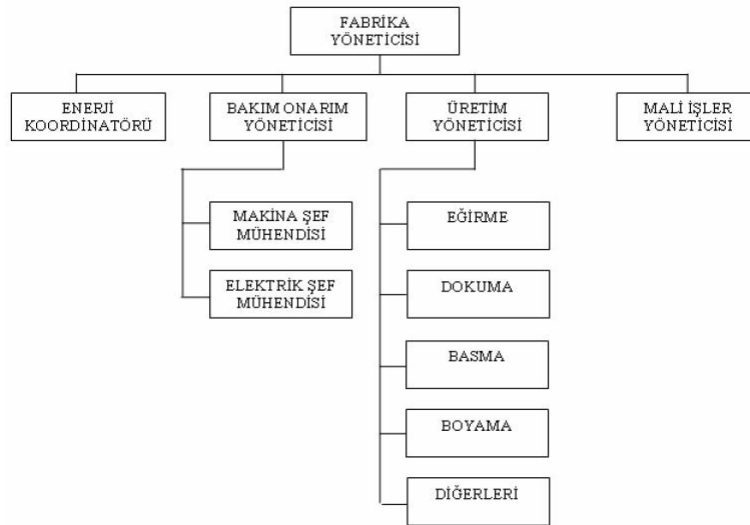 FABRİKA
YÖNETİCİSİ
ENERJİ
KOORDİNATÖRÜ
BAKIM ONARIM
YÖNETİCİSİ
ÜRETİM
YÖNETİCİSİ
MALİ İŞLER
YÖNETİCİSİ
MAKİNA ŞEF
MÜHENDİSİ
ELEKTRİK ŞEF
MÜHENDİSİ
EĞİRME
DOKUMA
BASMA
BOYAMA
DİĞERLERİ